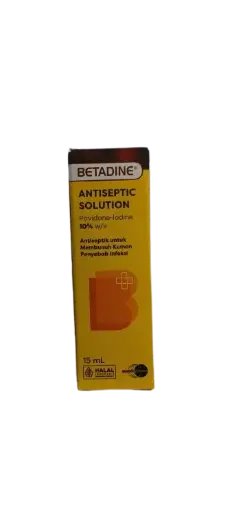 BETADINE®
ANTISEPTIC
SOLUTION
Povidone-Iodine
10% w/v
Antiseptik untuk
Membunuh Kuman
Penyebab Infeksi
15 mL
HALAL